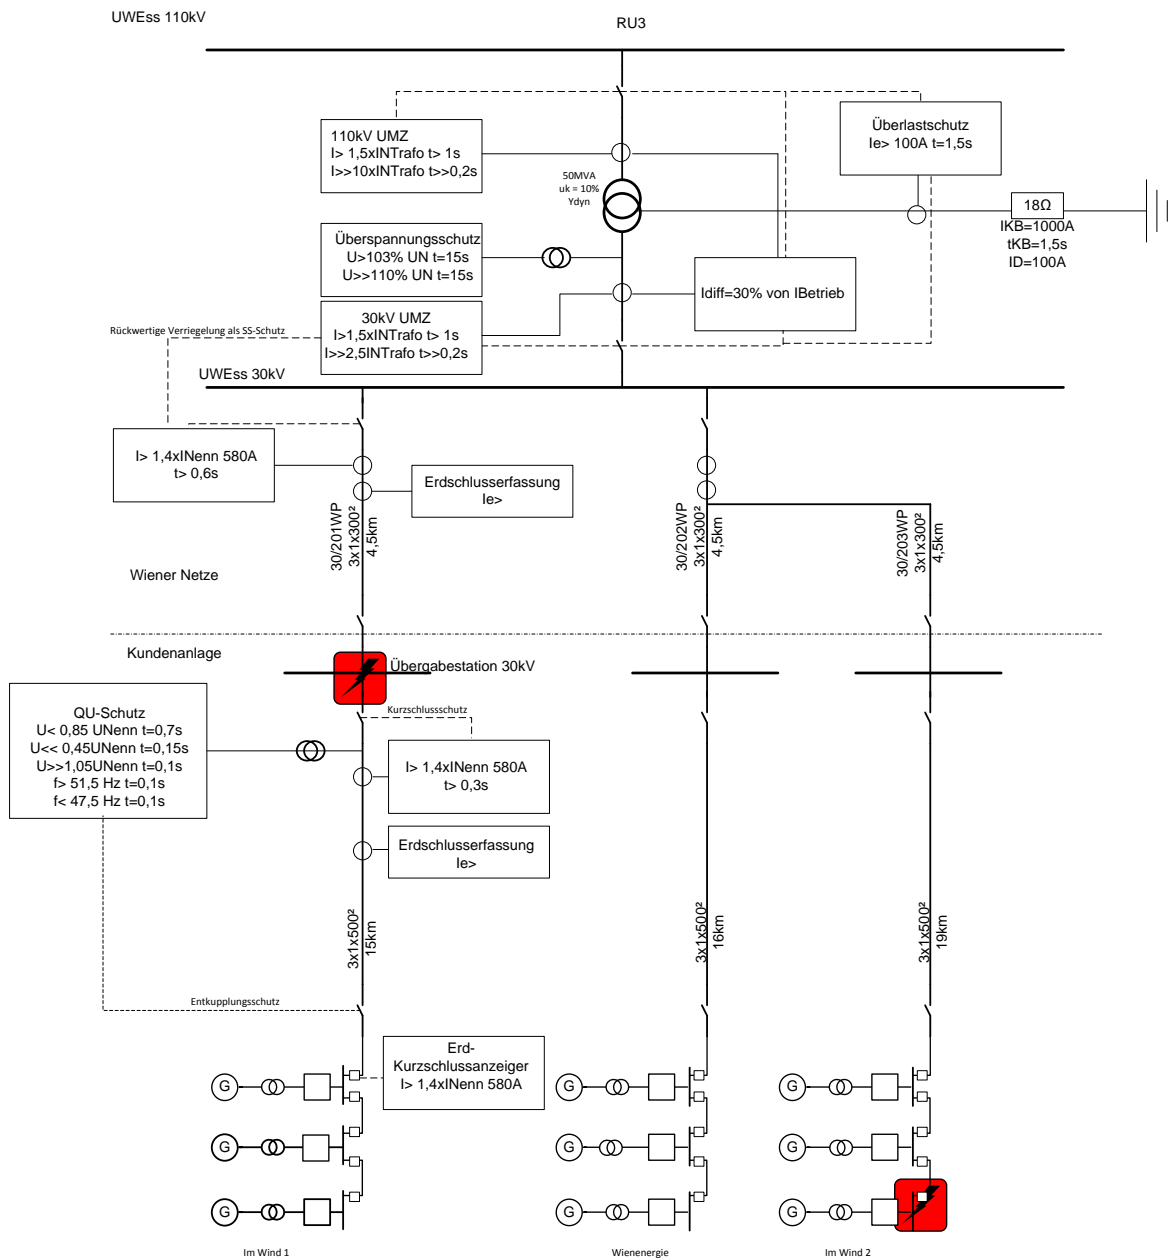 UWEss 110kV
RU3
110kV UMZ
I> 1,5xINTrafo t> 1s
I>>10xINTrafo t>>0,2s
Überlastschutz
Ie> 100A t=1,5s
50MVA
uk = 10%
Ydyn
18Ω
IKB=1000A
tKB=1,5s
ID=100A
Überspannungsschutz
U>103% UN t=15s
U>>110% UN t=15s
Idiff=30% von IBetrieb
30kV UMZ
I>1,5xINTrafo t> 1s
I>>2,5INTrafo t>>0,2s
Rückwertige Verriegelung als SS-Schutz
UWEss 30kV
I> 1,4xINenn 580A
t> 0,6s
Erdschlusserfassung
Ie>
30/201WP
3x1x300²
4,5km
30/202WP
3x1x300²
4,5km
30/203WP
3x1x300²
4,5km
Wiener Netze
Kundenanlage
Übergabestation 30kV
QU-Schutz
U< 0,85 UNenn t=0,7s
U<< 0,45UNenn t=0,15s
U>>1,05UNenn t=0,1s
f> 51,5 Hz t=0,1s
f< 47,5 Hz t=0,1s
Kurzschlussschutz
I> 1,4xINenn 580A
t> 0,3s
Erdschlusserfassung
Ie>
3x1x500²
15km
3x1x500²
16km
3x1x500²
19km
Entkupplungsschutz
Erd-
Kurzschlussanzeiger
I> 1,4xINenn 580A
G
G
G
G
G
G
G
G
G
Im Wind 1
Wienenergie
Im Wind 2